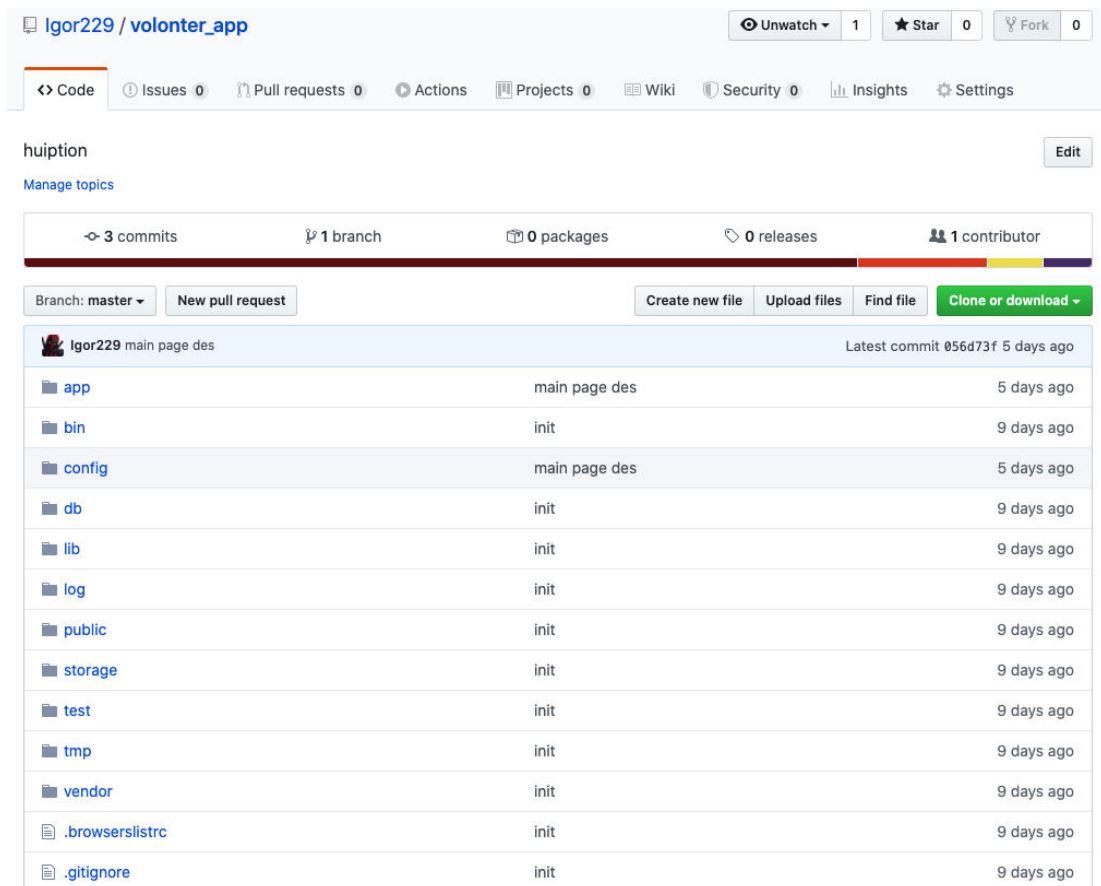 Igor229 / volonter_app Unwatch 1 Star 0 Fork 0
Code Issues 0 Pull requests 0 Actions Projects 0 Wiki Security 0 Insights Settings
huiption Edit
Manage topics
3 commits 1 branch 0 packages 0 releases 1 contributor
Branch: master New pull request Create new file Upload files Find file Clone or download
Igor229 main page des Latest commit 056d73f 5 days ago
app main page des 5 days ago
bin init 9 days ago
config main page des 5 days ago
db init 9 days ago
lib init 9 days ago
log init 9 days ago
public init 9 days ago
storage init 9 days ago
test init 9 days ago
tmp init 9 days ago
vendor init 9 days ago
.browserslistrc init 9 days ago
.gitignore init 9 days ago